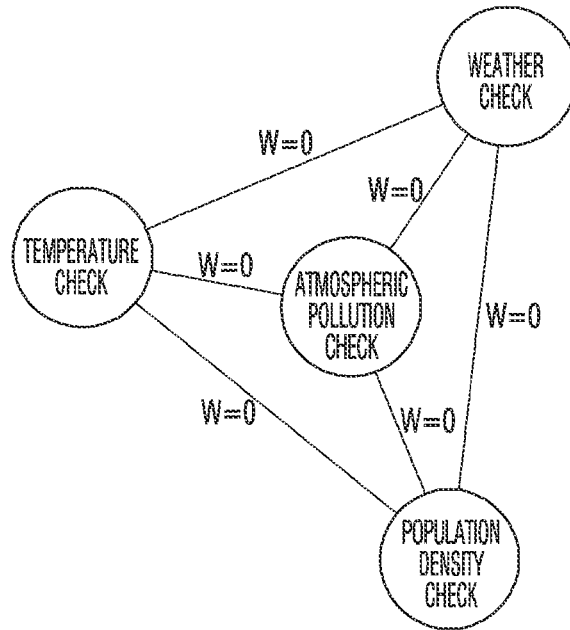 WEATHER
CHECK
W=0
W=0
TEMPERATURE
CHECK
W=0
ATMOSPHERIC
POLLUTION
CHECK
W=0
W=0
W=0
POPULATION
DENSITY
CHECK